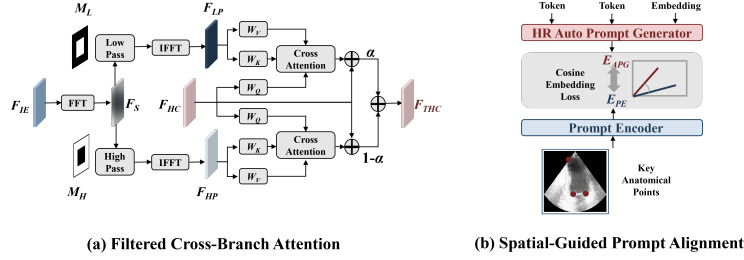 M_L
Low
Pass
IFFT
F_LP
W_V
W_K
Cross
Attention
α
F_IE
FFT
F_S
F_HC
W_Q
W_Q
F_THC
High
Pass
IFFT
F_HP
W_K
W_V
Cross
Attention
1-α
M_H
(a) Filtered Cross-Branch Attention
Token
Token
Embedding
HR Auto Prompt Generator
Cosine
Embedding
Loss
E_APG
E_PE
Prompt Encoder
Key
Anatomical
Points
(b) Spatial-Guided Prompt Alignment